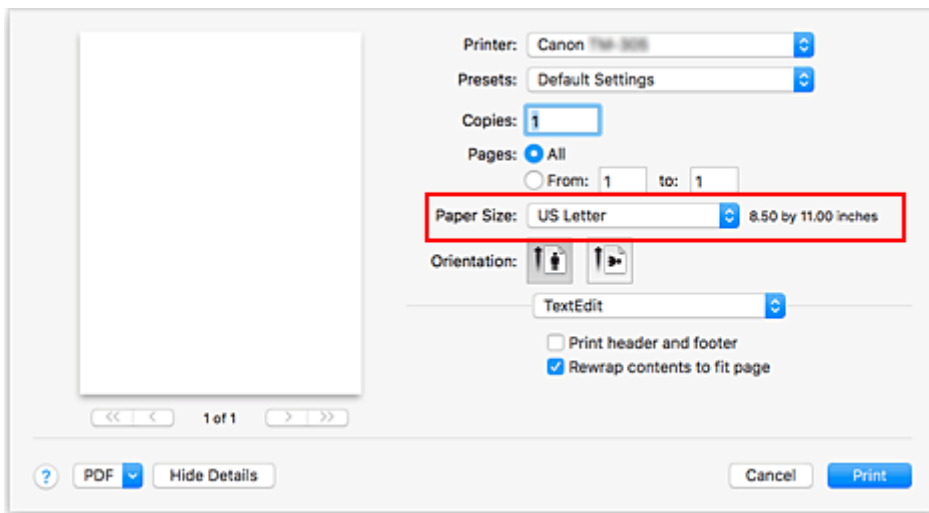 Printer: Canon
Presets: Default Settings
Copies: 1
Pages: All
From: 1 to: 1
Paper Size: US Letter 8.50 by 11.00 inches
Orientation:
TextEdit
Print header and footer
Rewrap contents to fit page
<< < 1 of 1 > >>
? PDF Hide Details Cancel Print